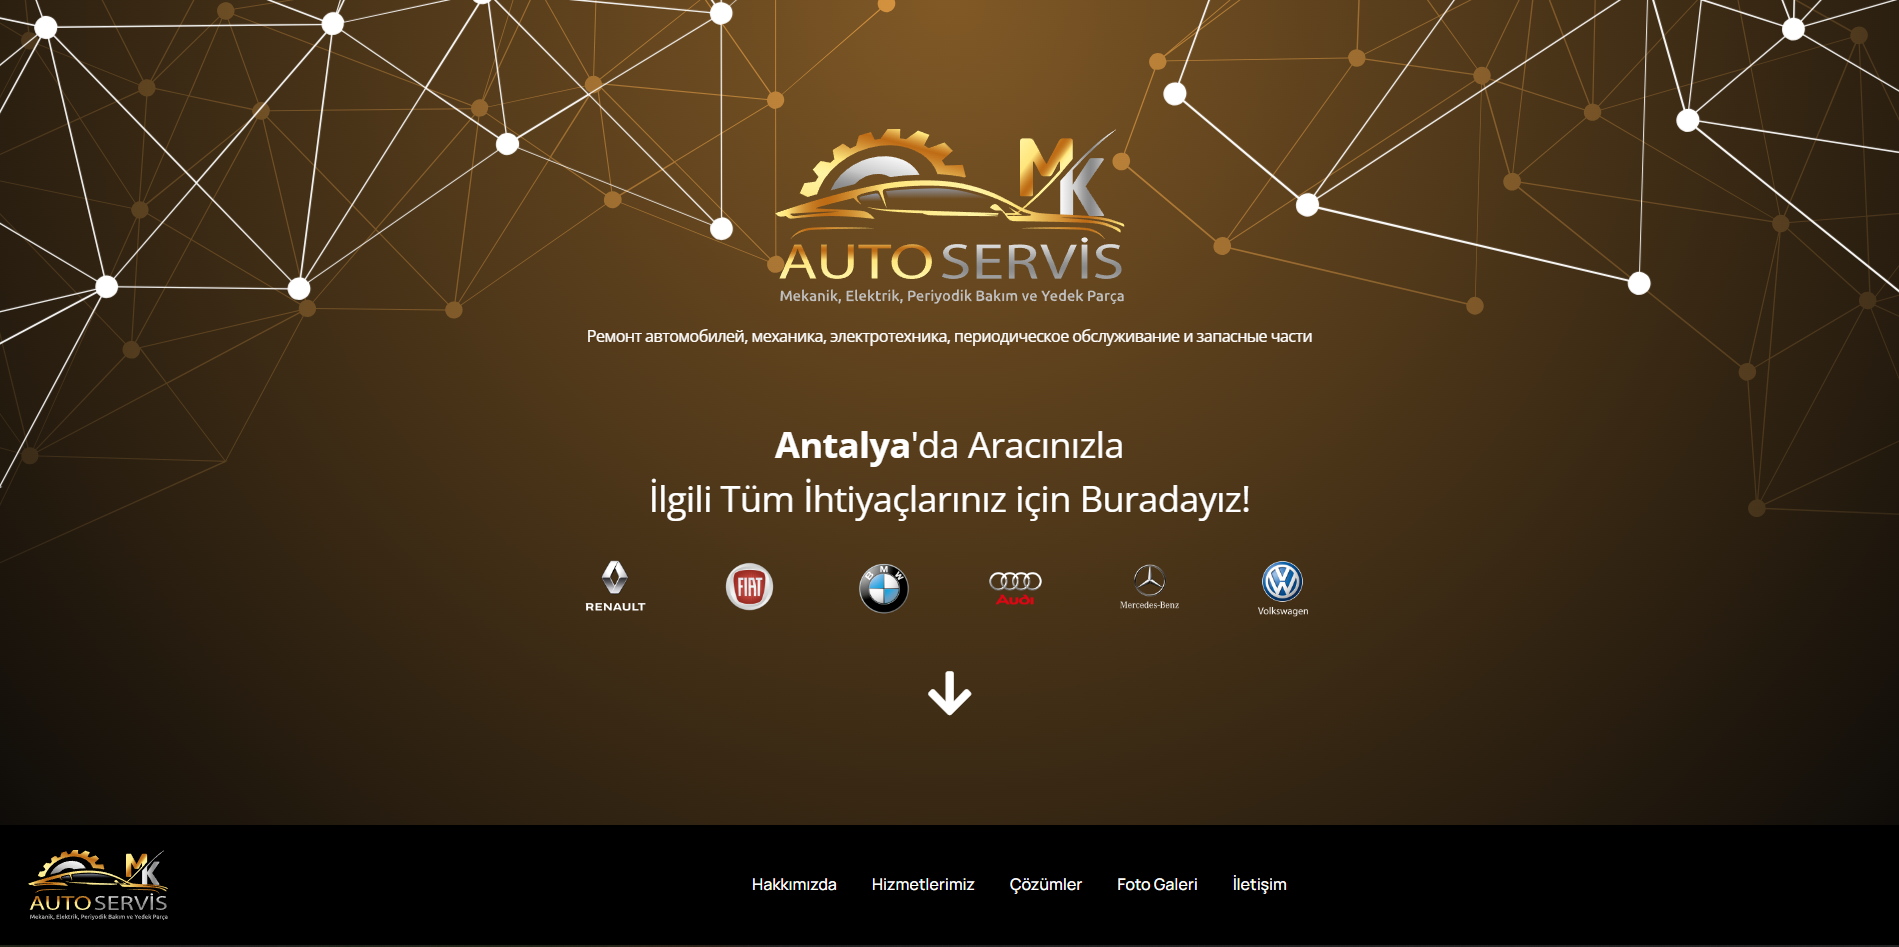 MK
AUTO SERVİS
Mekanik, Elektrik, Periyodik Bakım ve Yedek Parça
Ремонт автомобилей, механика, электротехника, периодическое обслуживание и запасные части
Antalya'da Aracınızla
İlgili Tüm İhtiyaçlarınız için Buradayız!
RENAULT FIAT BMW Audi Mercedes-Benz Volkswagen
MK
AUTO SERVİS
Mekanik, Elektrik, Periyodik Bakım ve Yedek Parça
Hakkımızda Hizmetlerimiz Çözümler Foto Galeri İletişim